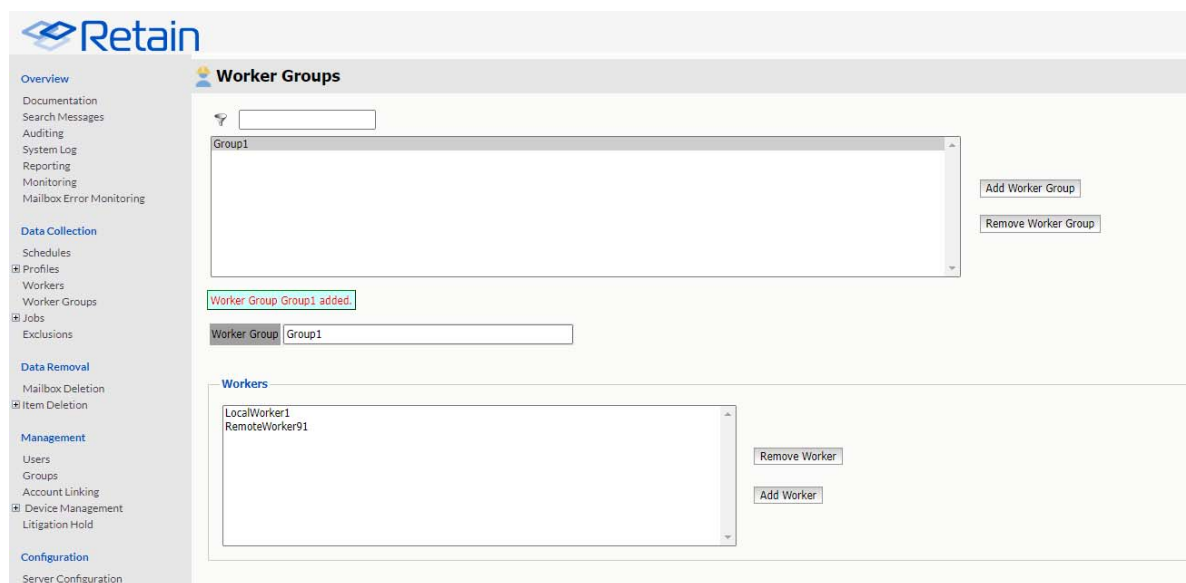 Retain
Overview
Documentation
Search Messages
Auditing
System Log
Reporting
Monitoring
Mailbox Error Monitoring
Data Collection
Schedules
Profiles
Workers
Worker Groups
Jobs
Exclusions
Data Removal
Mailbox Deletion
Item Deletion
Management
Users
Groups
Account Linking
Device Management
Litigation Hold
Configuration
Server Configuration
Worker Groups
Group1
Add Worker Group
Remove Worker Group
Worker Group Group1 added.
Worker Group Group1
Workers
LocalWorker1
RemoteWorker91
Remove Worker
Add Worker